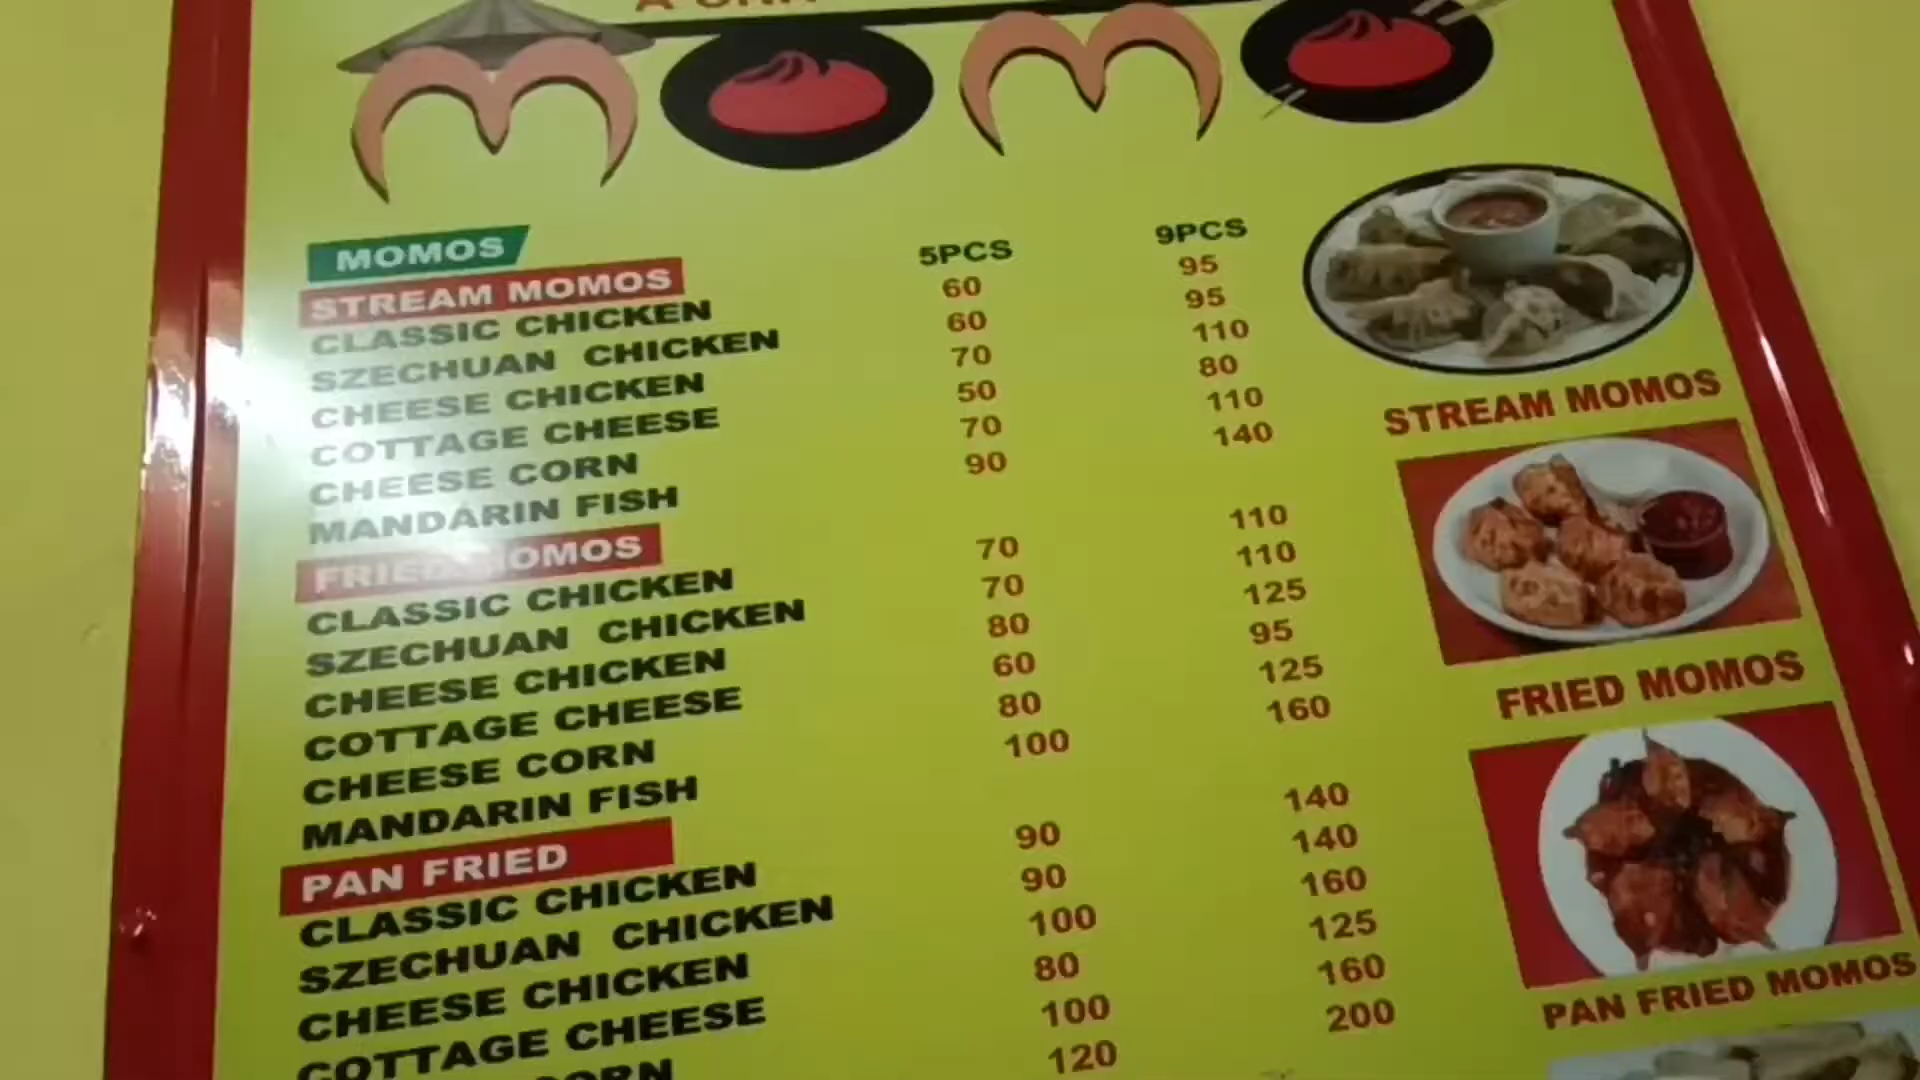 MOMO
MOMOS 5PCS 9PCS
STREAM MOMOS
CLASSIC CHICKEN 60 95
SZECHUAN CHICKEN 60 95
CHEESE CHICKEN 70 110
COTTAGE CHEESE 50 80
CHEESE CORN 70 110
MANDARIN FISH 90 140
STREAM MOMOS
FRIED MOMOS
CLASSIC CHICKEN 70 110
SZECHUAN CHICKEN 70 110
CHEESE CHICKEN 80 125
COTTAGE CHEESE 60 95
CHEESE CORN 80 125
MANDARIN FISH 100 160
FRIED MOMOS
PAN FRIED
CLASSIC CHICKEN 90 140
SZECHUAN CHICKEN 90 140
CHEESE CHICKEN 100 160
COTTAGE CHEESE 80 125
CORN 100 160
120 200
PAN FRIED MOMOS